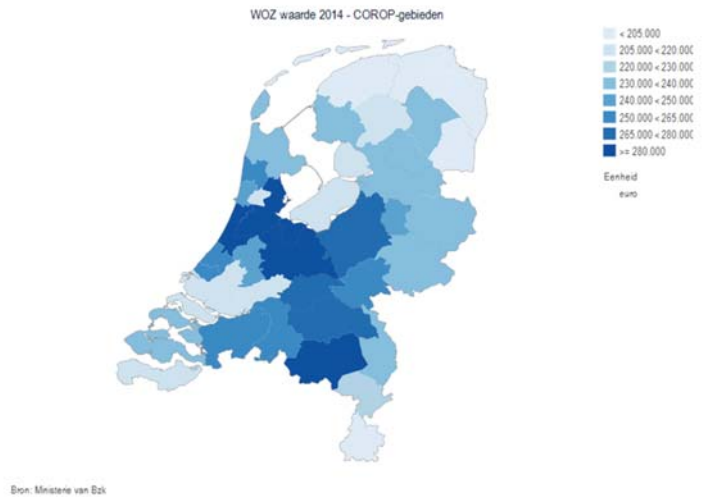 WOZ waarde 2014 - COROP-gebieden
< 205.000
205.000 < 220.000
220.000 < 230.000
230.000 < 240.000
240.000 < 250.000
250.000 < 265.000
265.000 < 280.000
>= 280.000
Eenheid
euro
Bron: Ministerie van Bzk